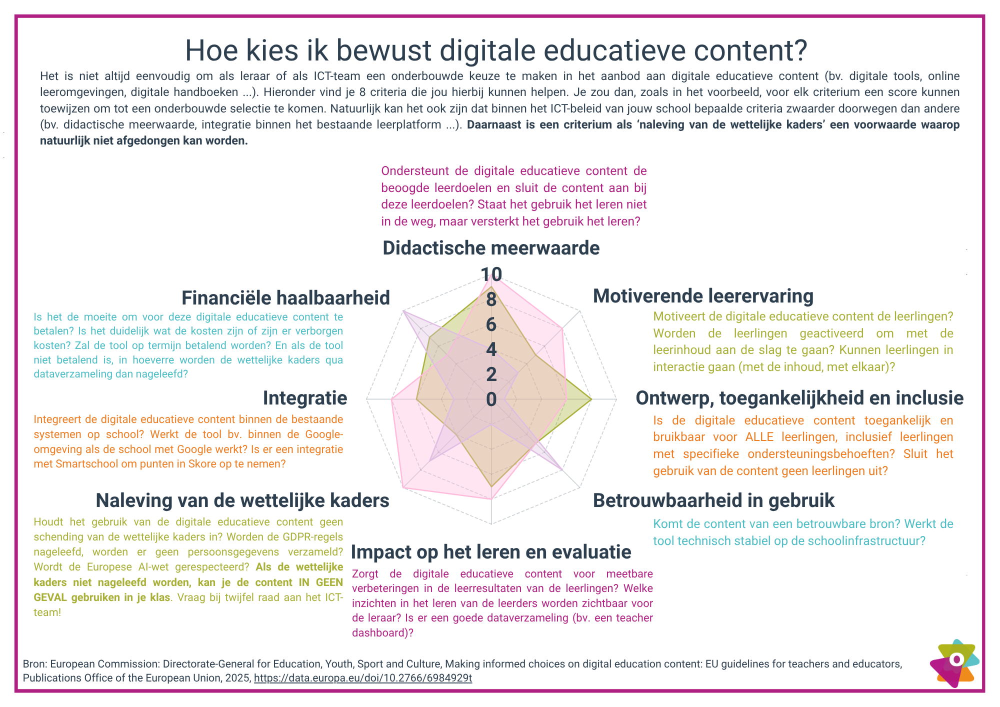 Hoe kies ik bewust digitale educatieve content?
Het is niet altijd eenvoudig om als leraar of als ICT-team een onderbouwde keuze te maken in het aanbod aan digitale educatieve content (bv. digitale tools, online
leeromgevingen, digitale handboeken ...). Hieronder vind je 8 criteria die jou hierbij kunnen helpen. Je zou dan, zoals in het voorbeeld, voor elk criterium een score kunnen
toewijzen om tot een onderbouwde selectie te komen. Natuurlijk kan het ook zijn dat binnen het ICT-beleid van jouw school bepaalde criteria zwaarder doorwegen dan andere
(bv. didactische meerwaarde, integratie binnen het bestaande leerplatform ...). Daarnaast is een criterium als ‘naleving van de wettelijke kaders’ een voorwaarde waarop
natuurlijk niet afgedongen kan worden.
Ondersteunt de digitale educatieve content de
beoogde leerdoelen en sluit de content aan bij
deze leerdoelen? Staat het gebruik het leren niet
in de weg, maar versterkt het gebruik het leren?
Didactische meerwaarde
10
8
6
4
2
0
Financiële haalbaarheid
Is het de moeite om voor deze digitale educatieve content te
betalen? Is het duidelijk wat de kosten zijn of zijn er verborgen
kosten? Zal de tool op termijn betalend worden? En als de tool
niet betalend is, in hoeverre worden de wettelijke kaders qua
dataverzameling dan nageleefd?
Motiverende leerervaring
Motiveert de digitale educatieve content de leerlingen?
Worden de leerlingen geactiveerd om met de
leerinhoud aan de slag te gaan? Kunnen leerlingen in
interactie gaan (met de inhoud, met elkaar)?
Integratie
Integreert de digitale educatieve content binnen de bestaande
systemen op school? Werkt de tool bv. binnen de Google-
omgeving als de school met Google werkt? Is er een integratie
met Smartschool om punten in Skore op te nemen?
Ontwerp, toegankelijkheid en inclusie
Is de digitale educatieve content toegankelijk en
bruikbaar voor ALLE leerlingen, inclusief leerlingen
met specifieke ondersteuningsbehoeften? Sluit het
gebruik van de content geen leerlingen uit?
Naleving van de wettelijke kaders
Houdt het gebruik van de digitale educatieve content geen
schending van de wettelijke kaders in? Worden de GDPR-regels
nageleefd, worden er geen persoonsgegevens verzameld?
Wordt de Europese AI-wet gerespecteerd? Als de wettelijke
kaders niet nageleefd worden, kan je de content IN GEEN
GEVAL gebruiken in je klas. Vraag bij twijfel raad aan het ICT-
team!
Betrouwbaarheid in gebruik
Komt de content van een betrouwbare bron? Werkt de
tool technisch stabiel op de schoolinfrastructuur?
Impact op het leren en evaluatie
Zorgt de digitale educatieve content voor meetbare
verbeteringen in de leerresultaten van de leerlingen? Welke
inzichten in het leren van de leerders worden zichtbaar voor
de leraar? Is er een goede dataverzameling (bv. een teacher
dashboard)?
Bron: European Commission: Directorate-General for Education, Youth, Sport and Culture, Making informed choices on digital education content: EU guidelines for teachers and educators,
Publications Office of the European Union, 2025, https://data.europa.eu/doi/10.2766/6984929t